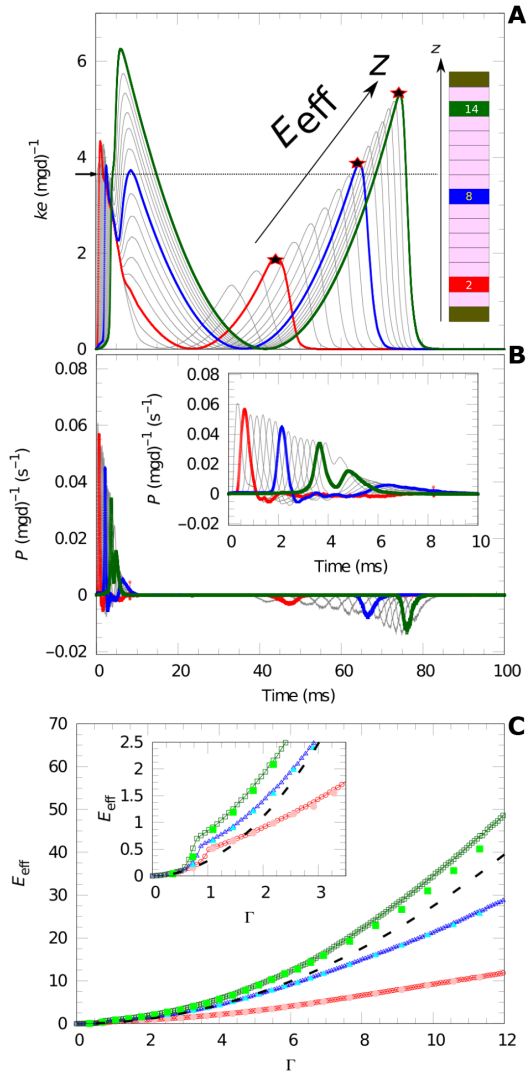 A
6
4
2
0
ke (mgd)⁻¹
E_eff
z
z
14
8
2
B
0.08
0.06
0.04
0.02
0
−0.02
P (mgd)⁻¹ (s⁻¹)
0.08
0.06
0.04
0.02
0.00
−0.02
P (mgd)⁻¹ (s⁻¹)
0 2 4 6 8 10
Time (ms)
0 20 40 60 80 100
Time (ms)
C
70
60
50
40
30
20
10
0
E_eff
2.5
2
1.5
1
0.5
0
E_eff
0 1 2 3
Γ
0 2 4 6 8 10 12
Γ